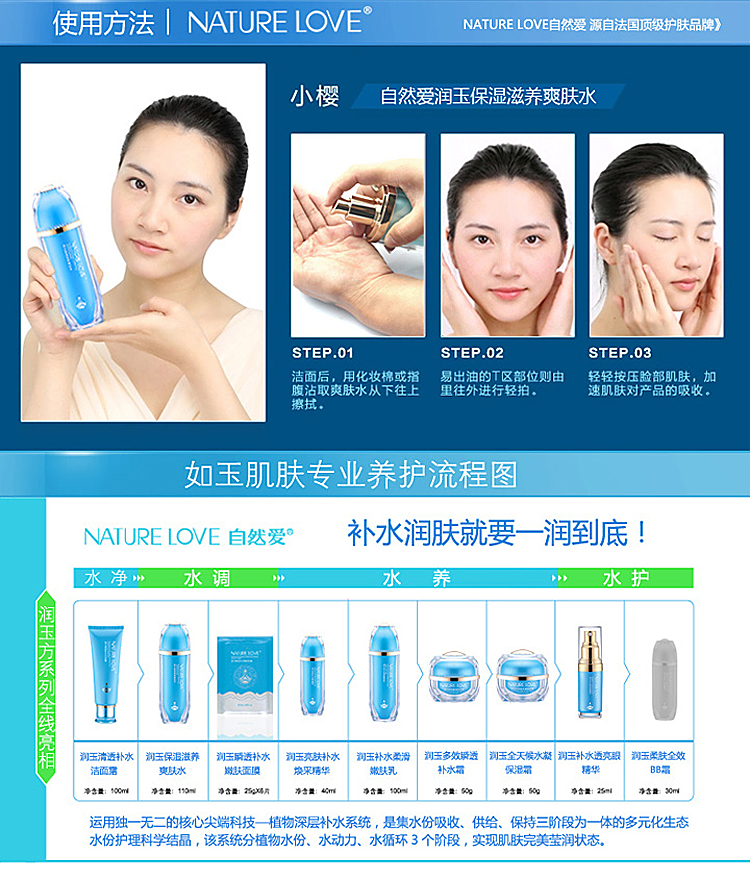 使用方法 | NATURE LOVE®
NATURE LOVE自然爱 源自法国顶级护肤品牌》
小樱 自然爱润玉保湿滋养爽肤水
STEP.01
洁面后，用化妆棉或指
腹沾取爽肤水从下往上
擦拭。
STEP.02
易出油的T区部位则由
里往外进行轻拍。
STEP.03
轻轻按压脸部肌肤，加
速肌肤对产品的吸收。
如玉肌肤专业养护流程图
NATURE LOVE 自然爱®
补水润肤就要一润到底！
水净 水调 水养 水护
润玉方系列全线亮相
NATURE LOVE
润玉清透补水
洁面霜
净含量：100ml
润玉保湿滋养
爽肤水
净含量：110ml
润玉瞬透补水
嫩肤面膜
净含量：25gX6片
润玉亮肤补水
焕采精华
净含量：40ml
润玉补水柔滑
嫩肤乳
净含量：100ml
润玉多效瞬透
补水霜
净含量：50g
润玉全天候水凝
保湿霜
净含量：50g
润玉补水透亮眼
精华
净含量：25ml
润玉柔肤全效
BB霜
净含量：30ml
运用独一无二的核心尖端科技—植物深层补水系统，是集水份吸收、供给、保持三阶段为一体的多元化生态
水份护理科学结晶，该系统分植物水份、水动力、水循环3个阶段，实现肌肤完美莹润状态。